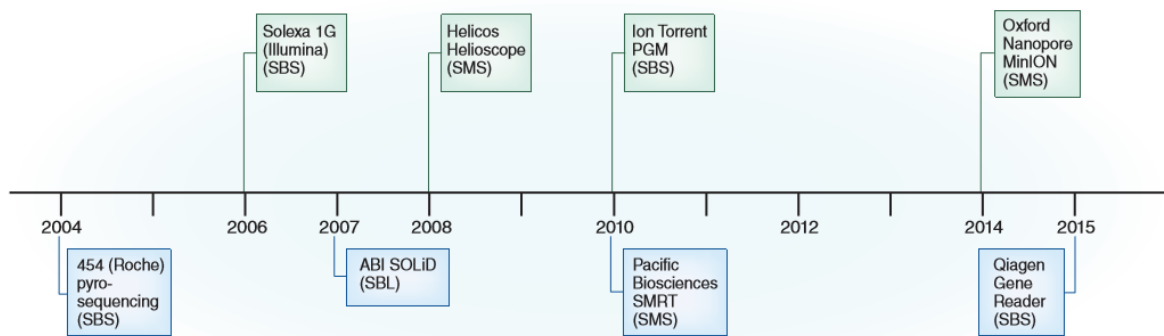 Solexa 1G
(Illumina)
(SBS)
Helicos
Helioscope
(SMS)
Ion Torrent
PGM
(SBS)
Oxford
Nanopore
MinION
(SMS)
2004
2006
2007
2008
2010
2012
2014
2015
454 (Roche)
pyro-
sequencing
(SBS)
ABI SOLiD
(SBL)
Pacific
Biosciences
SMRT
(SMS)
Qiagen
Gene
Reader
(SBS)